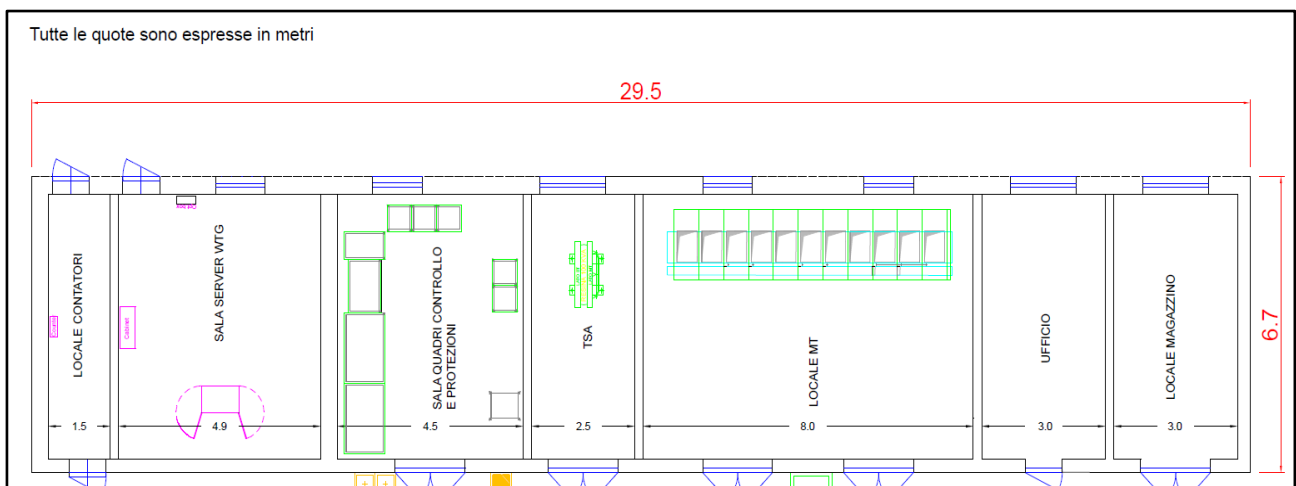 Tutte le quote sono espresse in metri
29.5
6.7
LOCALE CONTATORI
SALA SERVER WTG
Cabinet
SALA QUADRI CONTROLLO
E PROTEZIONI
TSA
LOCALE MT
UFFICIO
LOCALE MAGAZZINO
1.5
4.9
4.5
2.5
8.0
3.0
3.0